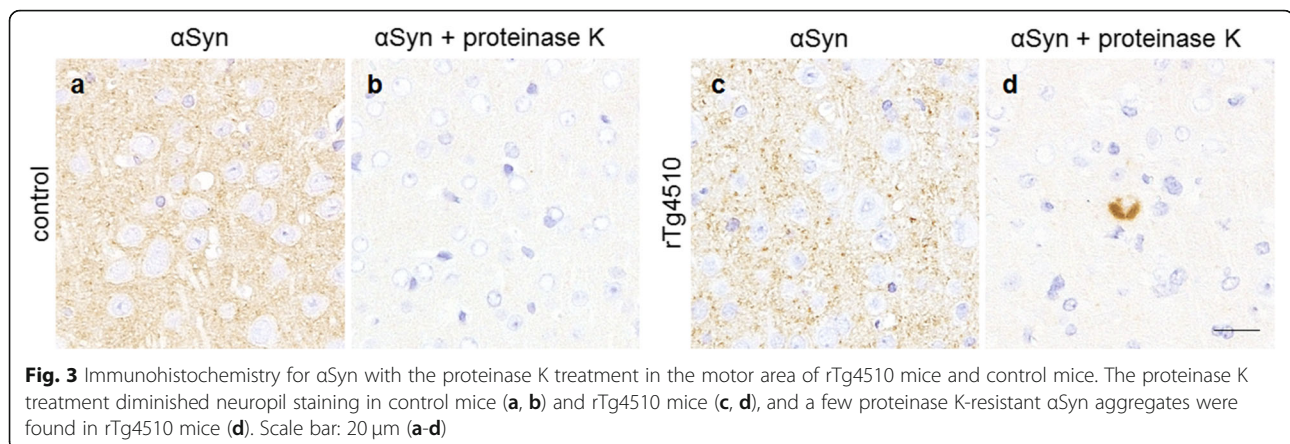 αSyn αSyn + proteinase K αSyn αSyn + proteinase K
a b c d
control rTg4510
Fig. 3 Immunohistochemistry for αSyn with the proteinase K treatment in the motor area of rTg4510 mice and control mice. The proteinase K
treatment diminished neuropil staining in control mice (a, b) and rTg4510 mice (c, d), and a few proteinase K-resistant αSyn aggregates were
found in rTg4510 mice (d). Scale bar: 20 μm (a-d)